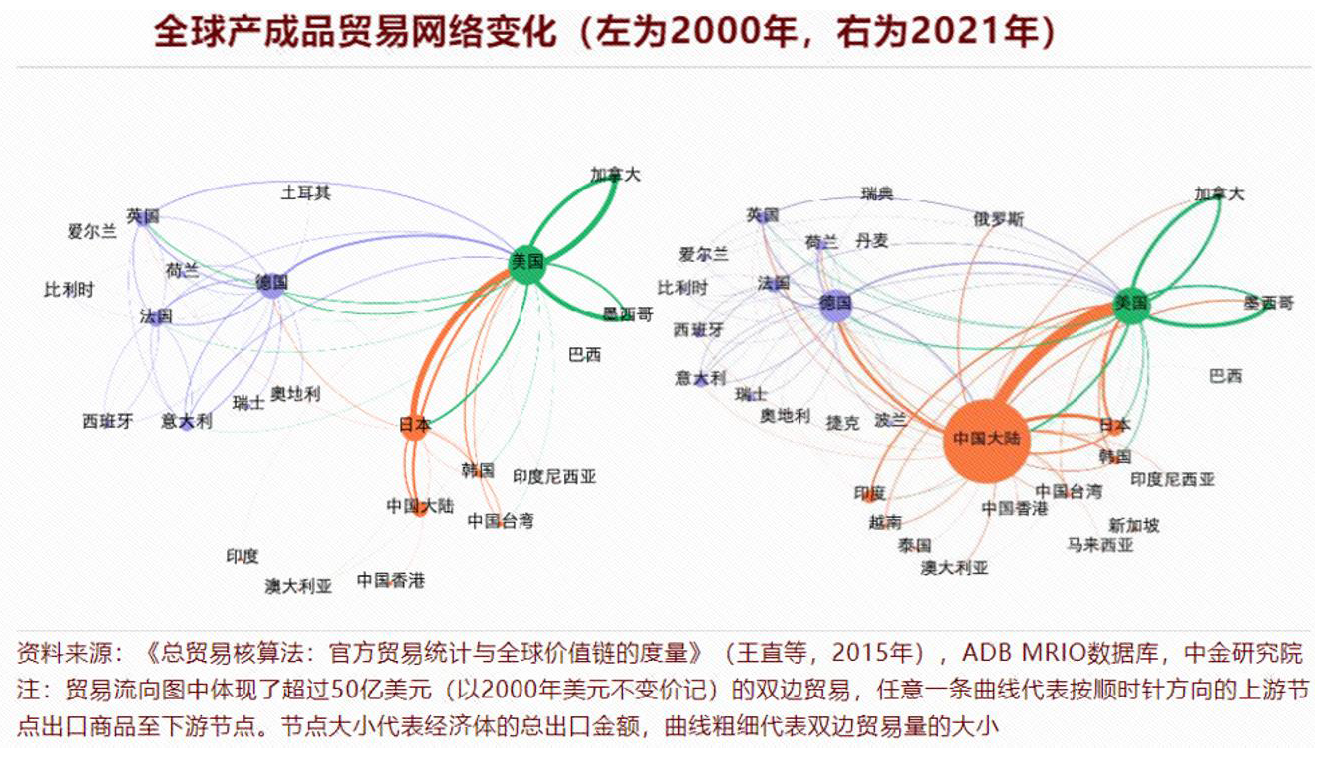 全球产成品贸易网络变化（左为2000年，右为2021年）
土耳其
加拿大
英国
爱尔兰
美国
荷兰
德国
比利时
法国
墨西哥
巴西
奥地利
瑞士
西班牙
意大利
日本
韩国
印度尼西亚
中国大陆
中国台湾
印度
中国香港
澳大利亚
瑞典
加拿大
英国
俄罗斯
荷兰
丹麦
爱尔兰
法国
比利时
德国
美国
墨西哥
西班牙
意大利
巴西
瑞士
奥地利
捷克
波兰
中国大陆
日本
韩国
印度尼西亚
印度
中国台湾
中国香港
越南
新加坡
泰国
马来西亚
澳大利亚
资料来源：《总贸易核算法：官方贸易统计与全球价值链的度量》（王直等，2015年），ADB MRIO数据库，中金研究院
注：贸易流向图中体现了超过50亿美元（以2000年美元不变价记）的双边贸易，任意一条曲线代表按顺时针方向的上游节
点出口商品至下游节点。节点大小代表经济体的总出口金额，曲线粗细代表双边贸易量的大小